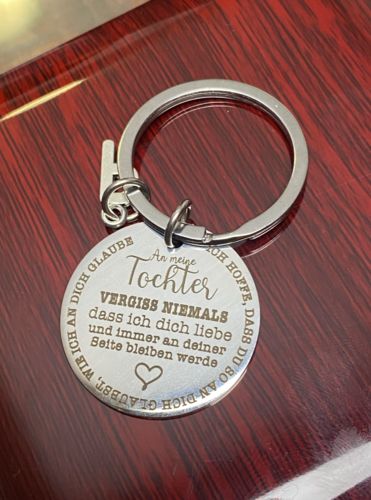 An meine
Tochter
VERGISS NIEMALS
dass ich dich liebe
und immer an deiner
Seite bleiben werde
ICH HOFFE, DASS DU SO AN DICH GLAUBST, WIE ICH AN DICH GLAUBE